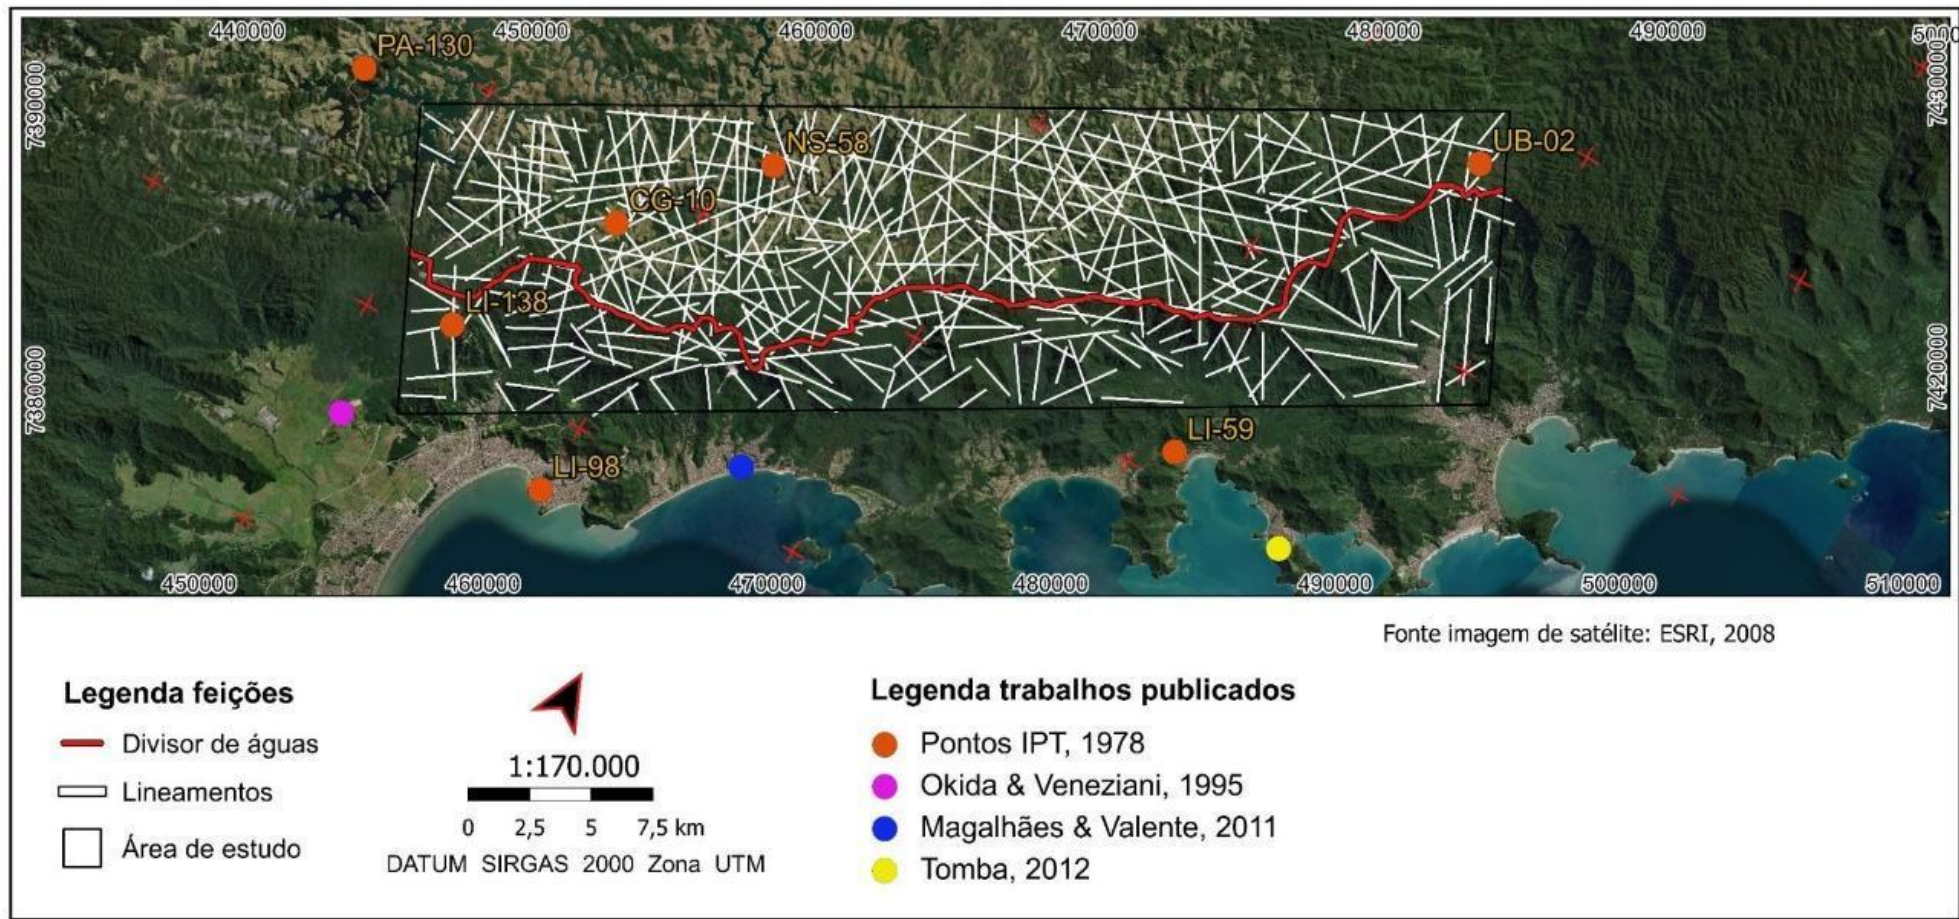 440000 450000 460000 470000 480000 490000 5000
PA-130
7390000
7430000
NS-58
UB-02
CG-10
LI-138
7380000
7420000
LI-59
LI-98
450000 460000 470000 480000 490000 500000 510000
Fonte imagem de satélite: ESRI, 2008
Legenda feições
Divisor de águas
Lineamentos
Área de estudo
1:170.000
0 2,5 5 7,5 km
DATUM SIRGAS 2000 Zona UTM
Legenda trabalhos publicados
Pontos IPT, 1978
Okida & Veneziani, 1995
Magalhães & Valente, 2011
Tomba, 2012